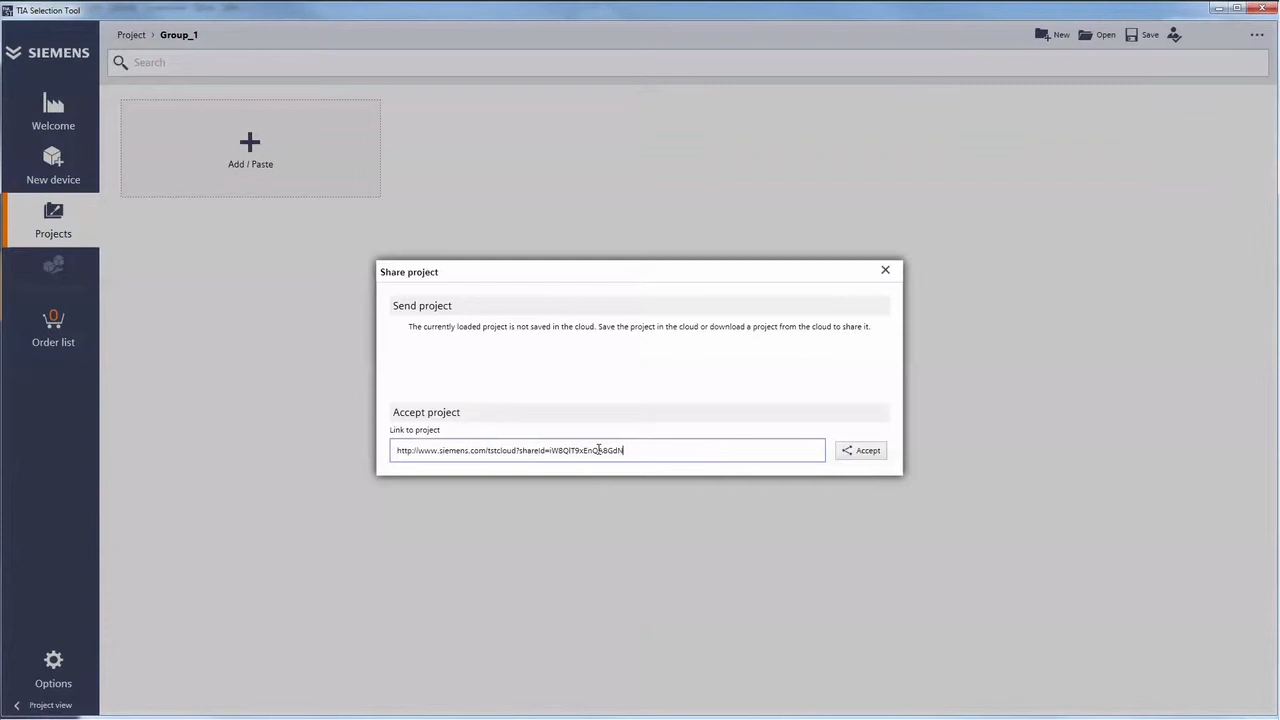 TIA Selection Tool
Project > Group_1
New
Open
Save
...
SIEMENS
Search
Welcome
New device
Projects
0
Order list
Options
Project view
Add / Paste
Share project
Send project
The currently loaded project is not saved in the cloud. Save the project in the cloud or download a project from the cloud to share it.
Accept project
Link to project
Accept